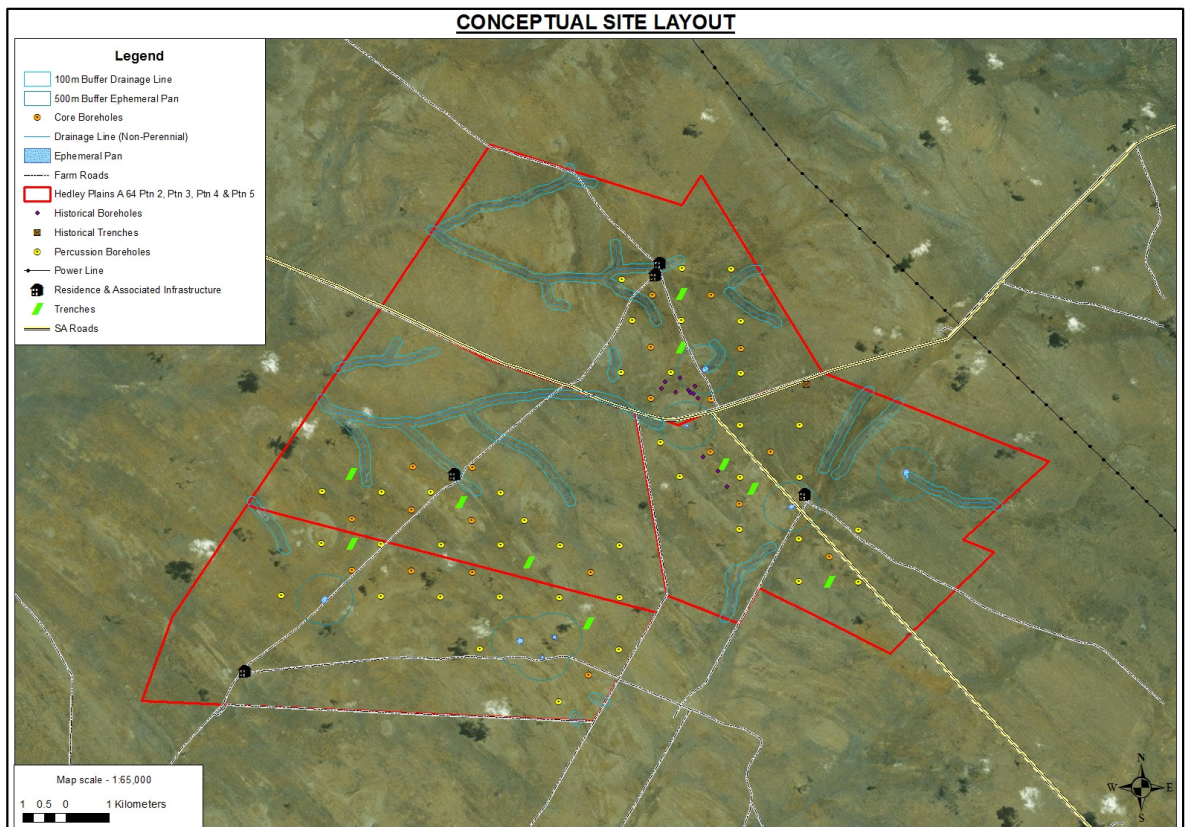 CONCEPTUAL SITE LAYOUT
Legend
100m Buffer Drainage Line
500m Buffer Ephemeral Pan
Core Boreholes
Drainage Line (Non-Perennial)
Ephemeral Pan
Farm Roads
Hedley Plains A 64 Ptn 2, Ptn 3, Ptn 4 & Ptn 5
Historical Boreholes
Historical Trenches
Percussion Boreholes
Power Line
Residence & Associated Infrastructure
Trenches
SA Roads
Map scale - 1:65,000
1 0.5 0 1 Kilometers
N
W E
S